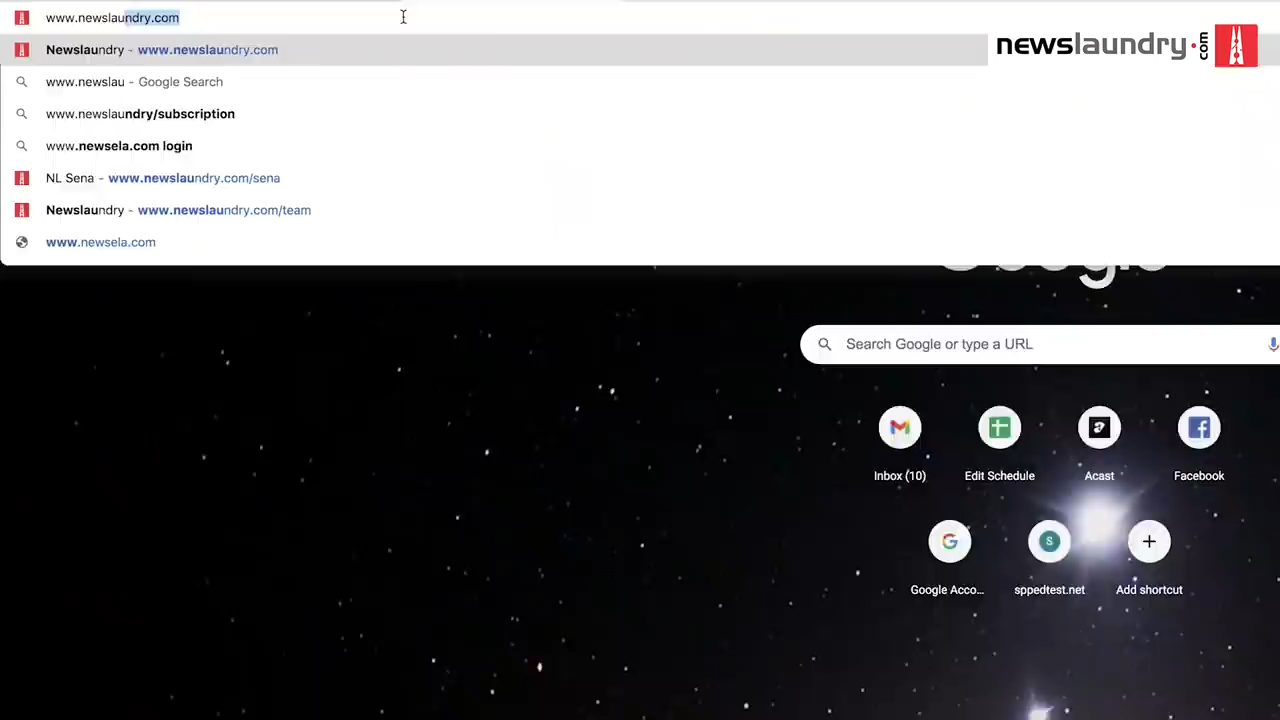 www.newslaundry.com
Newslaundry - www.newslaundry.com
newslaundry.com
www.newslau - Google Search
www.newslaundry/subscription
www.newsela.com login
NL Sena - www.newslaundry.com/sena
Newslaundry - www.newslaundry.com/team
www.newsela.com
Google
Search Google or type a URL
Inbox (10)
Edit Schedule
Acast
Facebook
G
S
Google Acco...
sppedtest.net
Add shortcut